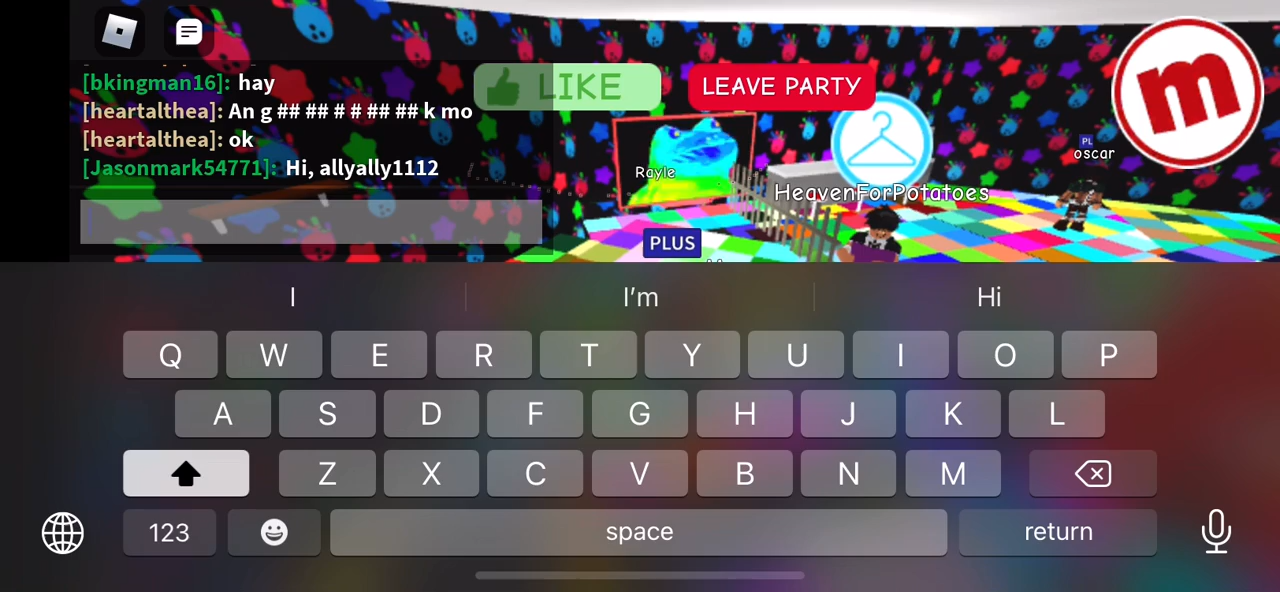 [bkingman16]: hay
[heartalthea]: An g ## ## # # ## ## k mo
[heartalthea]: ok
[Jasonmark54771]: Hi, allyally1112
LIKE
LEAVE PARTY
m
Rayle
HeavenForPotatoes
PL
oscar
PLUS
I
I'm
Hi
Q W E R T Y U I O P
A S D F G H J K L
Z X C V B N M
123
space
return